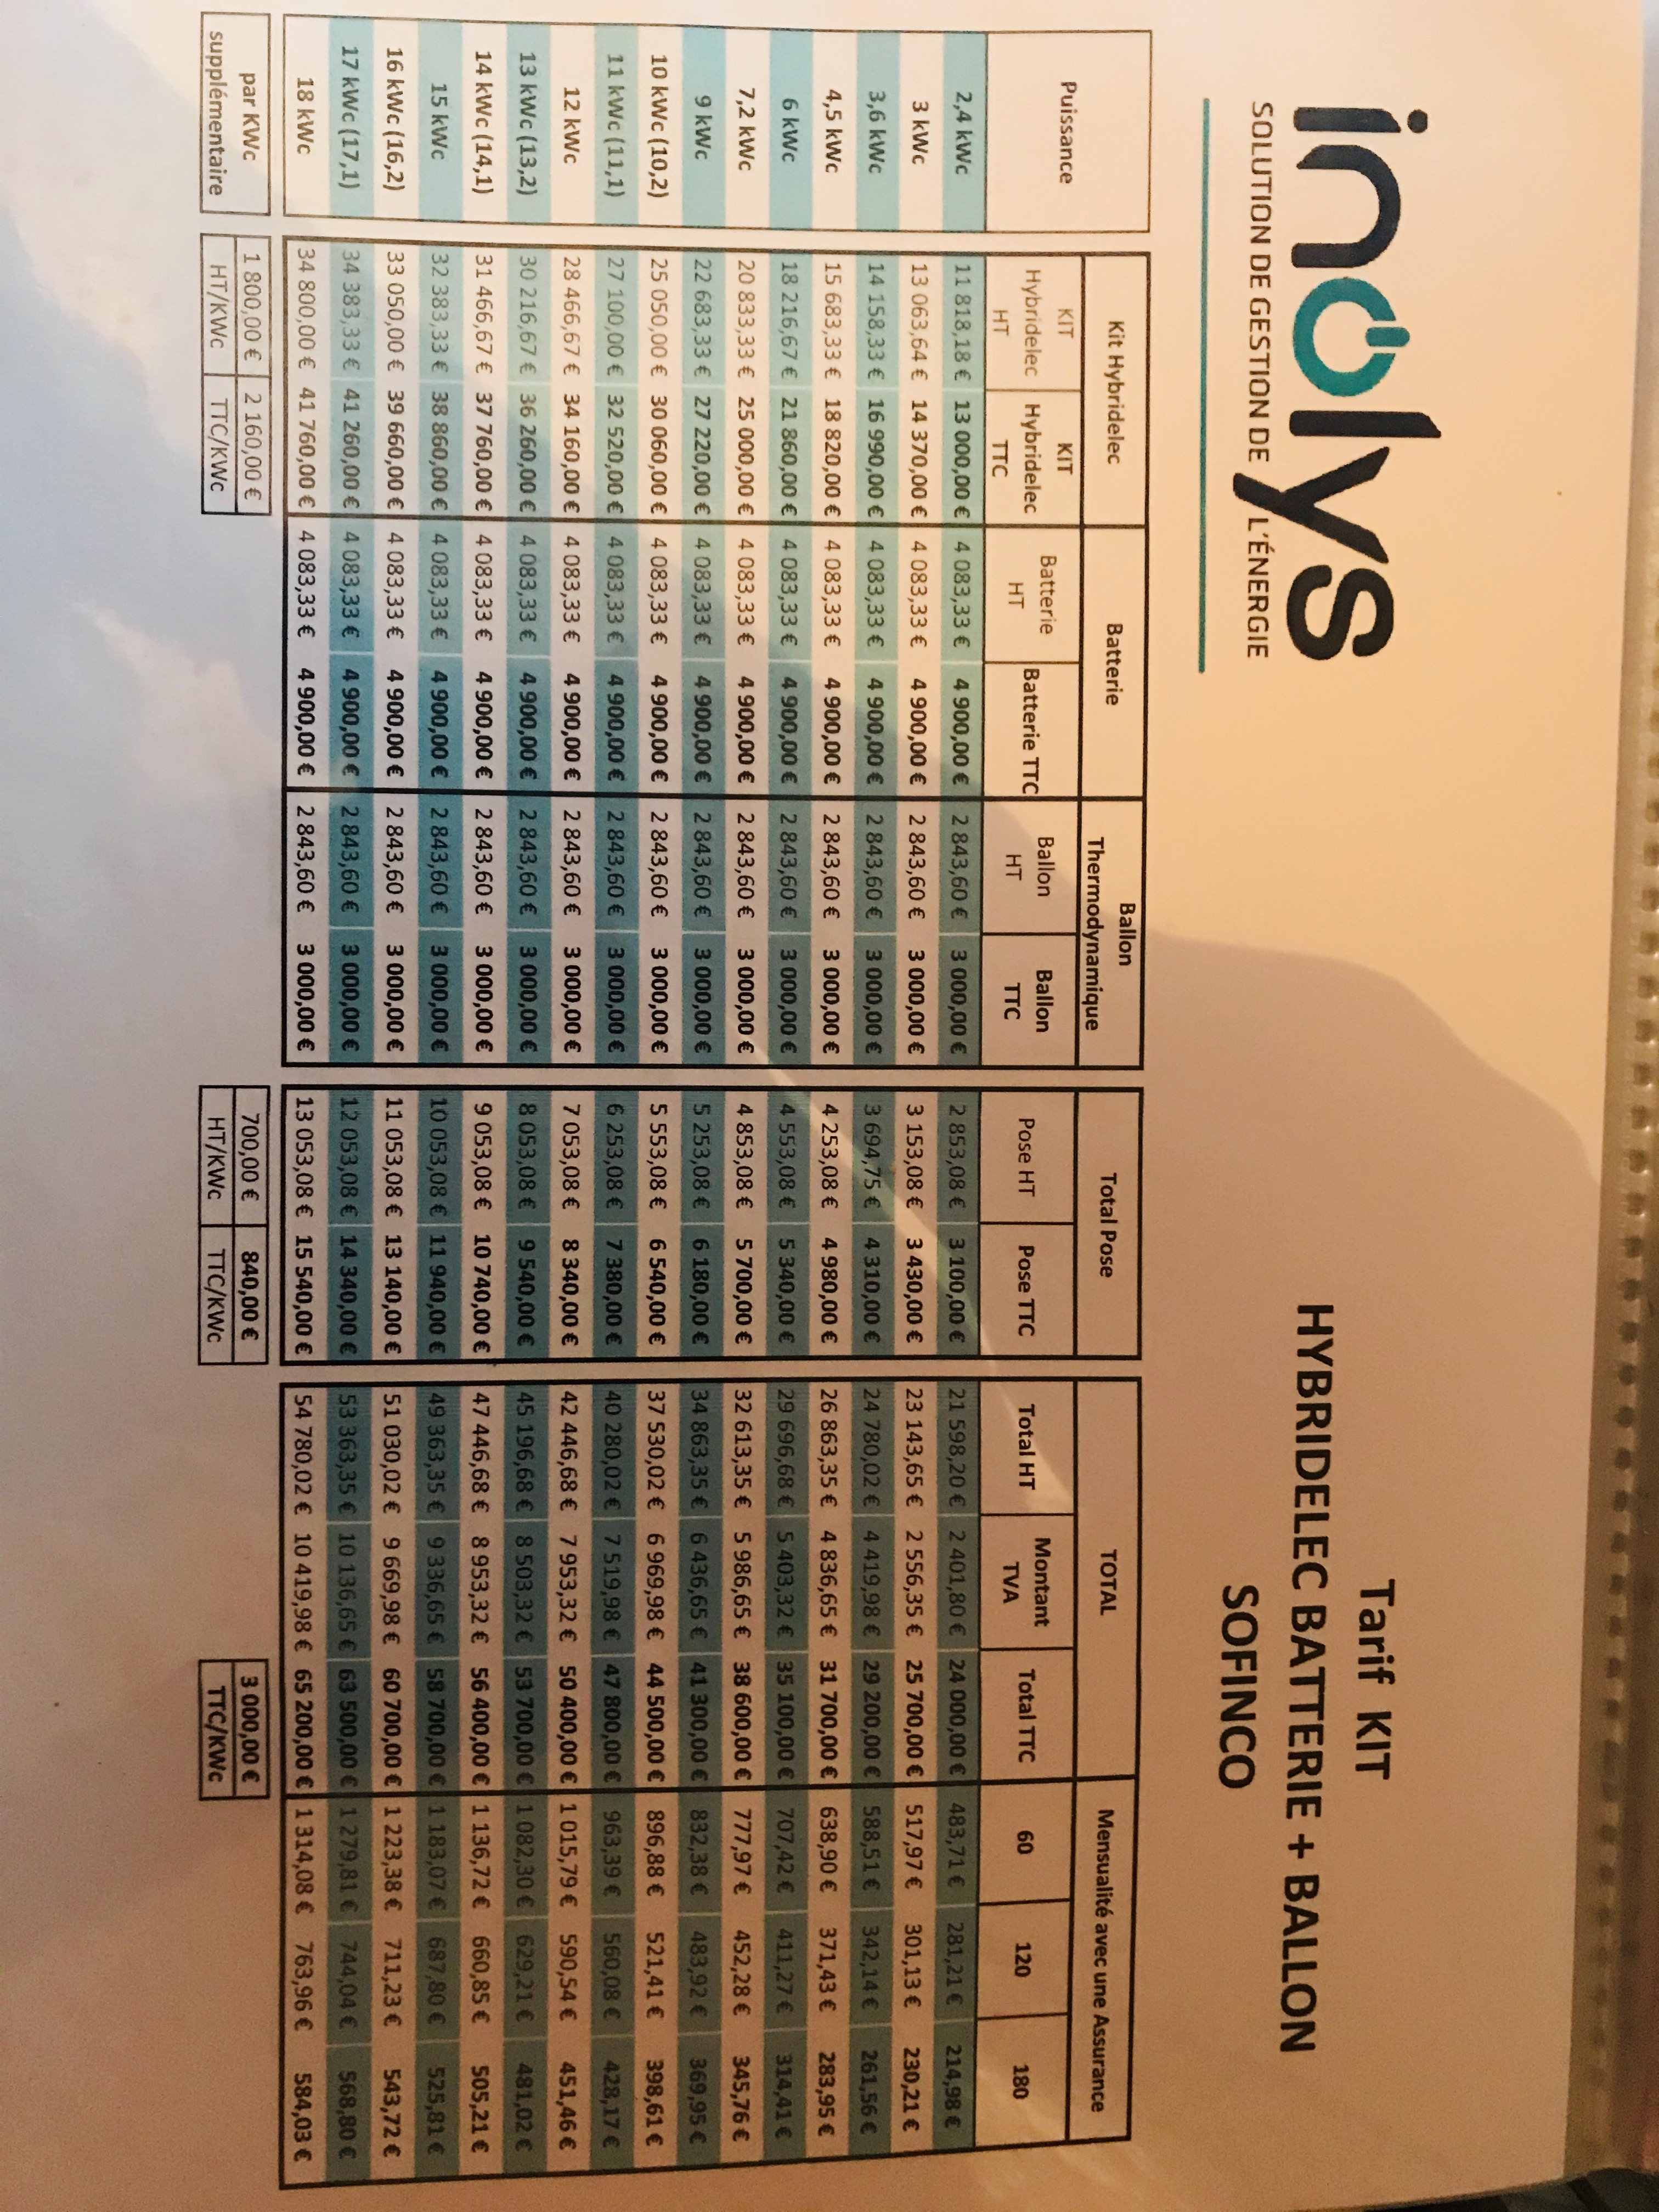 inolys
SOLUTION DE GESTION DE L'ÉNERGIE
Tarif KIT
HYBRIDELEC BATTERIE + BALLON
SOFINCO
Puissance Kit Hybridelec Batterie Ballon Thermodynamique Total Pose TOTAL Mensualité avec une Assurance
KIT Hybridelec HT KIT Hybridelec TTC Batterie HT Batterie TTC Ballon HT Ballon TTC Pose HT Pose TTC Total HT Montant TVA Total TTC 60 120 180
2,4 kWc 11 818,18 € 13 000,00 € 4 083,33 € 4 900,00 € 2 843,60 € 3 000,00 € 2 853,08 € 3 100,00 € 21 598,20 € 2 401,80 € 24 000,00 € 483,71 € 281,21 € 214,98 €
3 kWc 13 063,64 € 14 370,00 € 4 083,33 € 4 900,00 € 2 843,60 € 3 000,00 € 3 153,08 € 3 430,00 € 23 143,65 € 2 556,35 € 25 700,00 € 517,97 € 301,13 € 230,21 €
3,6 kWc 14 158,33 € 16 990,00 € 4 083,33 € 4 900,00 € 2 843,60 € 3 000,00 € 3 694,75 € 4 310,00 € 24 780,02 € 4 419,98 € 29 200,00 € 588,51 € 342,14 € 261,56 €
4,5 kWc 15 683,33 € 18 820,00 € 4 083,33 € 4 900,00 € 2 843,60 € 3 000,00 € 4 253,08 € 4 980,00 € 26 863,35 € 4 836,65 € 31 700,00 € 638,90 € 371,43 € 283,95 €
6 kWc 18 216,67 € 21 860,00 € 4 083,33 € 4 900,00 € 2 843,60 € 3 000,00 € 4 553,08 € 5 340,00 € 29 696,68 € 5 403,32 € 35 100,00 € 707,42 € 411,27 € 314,41 €
7,2 kWc 20 833,33 € 25 000,00 € 4 083,33 € 4 900,00 € 2 843,60 € 3 000,00 € 4 853,08 € 5 700,00 € 32 613,35 € 5 986,65 € 38 600,00 € 777,97 € 452,28 € 345,76 €
9 kWc 22 683,33 € 27 220,00 € 4 083,33 € 4 900,00 € 2 843,60 € 3 000,00 € 5 253,08 € 6 180,00 € 34 863,35 € 6 436,65 € 41 300,00 € 832,38 € 483,92 € 369,95 €
10 kWc (10,2) 25 050,00 € 30 060,00 € 4 083,33 € 4 900,00 € 2 843,60 € 3 000,00 € 5 553,08 € 6 540,00 € 37 530,02 € 6 969,98 € 44 500,00 € 896,88 € 521,41 € 398,61 €
11 kWc (11,1) 27 100,00 € 32 520,00 € 4 083,33 € 4 900,00 € 2 843,60 € 3 000,00 € 6 253,08 € 7 380,00 € 40 280,02 € 7 519,98 € 47 800,00 € 963,39 € 560,08 € 428,17 €
12 kWc 28 466,67 € 34 160,00 € 4 083,33 € 4 900,00 € 2 843,60 € 3 000,00 € 7 053,08 € 8 340,00 € 42 446,68 € 7 953,32 € 50 400,00 € 1 015,79 € 590,54 € 451,46 €
13 kWc (13,2) 30 216,67 € 36 260,00 € 4 083,33 € 4 900,00 € 2 843,60 € 3 000,00 € 8 053,08 € 9 540,00 € 45 196,68 € 8 503,32 € 53 700,00 € 1 082,30 € 629,21 € 481,02 €
14 kWc (14,1) 31 466,67 € 37 760,00 € 4 083,33 € 4 900,00 € 2 843,60 € 3 000,00 € 9 053,08 € 10 740,00 € 47 446,68 € 8 953,32 € 56 400,00 € 1 136,72 € 660,85 € 505,21 €
15 kWc 32 383,33 € 38 860,00 € 4 083,33 € 4 900,00 € 2 843,60 € 3 000,00 € 10 053,08 € 11 940,00 € 49 363,35 € 9 336,65 € 58 700,00 € 1 183,07 € 687,80 € 525,81 €
16 kWc (16,2) 33 050,00 € 39 660,00 € 4 083,33 € 4 900,00 € 2 843,60 € 3 000,00 € 11 053,08 € 13 140,00 € 51 030,02 € 9 669,98 € 60 700,00 € 1 223,38 € 711,23 € 543,72 €
17 kWc (17,1) 34 383,33 € 41 260,00 € 4 083,33 € 4 900,00 € 2 843,60 € 3 000,00 € 12 053,08 € 14 340,00 € 53 363,35 € 10 136,65 € 63 500,00 € 1 279,81 € 744,04 € 568,80 €
18 kWc 34 800,00 € 41 760,00 € 4 083,33 € 4 900,00 € 2 843,60 € 3 000,00 € 13 053,08 € 15 540,00 € 54 780,02 € 10 419,98 € 65 200,00 € 1 314,08 € 763,96 € 584,03 €
par KWc 1 800,00 € 2 160,00 € 700,00 € 840,00 € 3 000,00 €
supplémentaire HT/KWc TTC/KWc HT/KWc TTC/KWc TTC/KWc